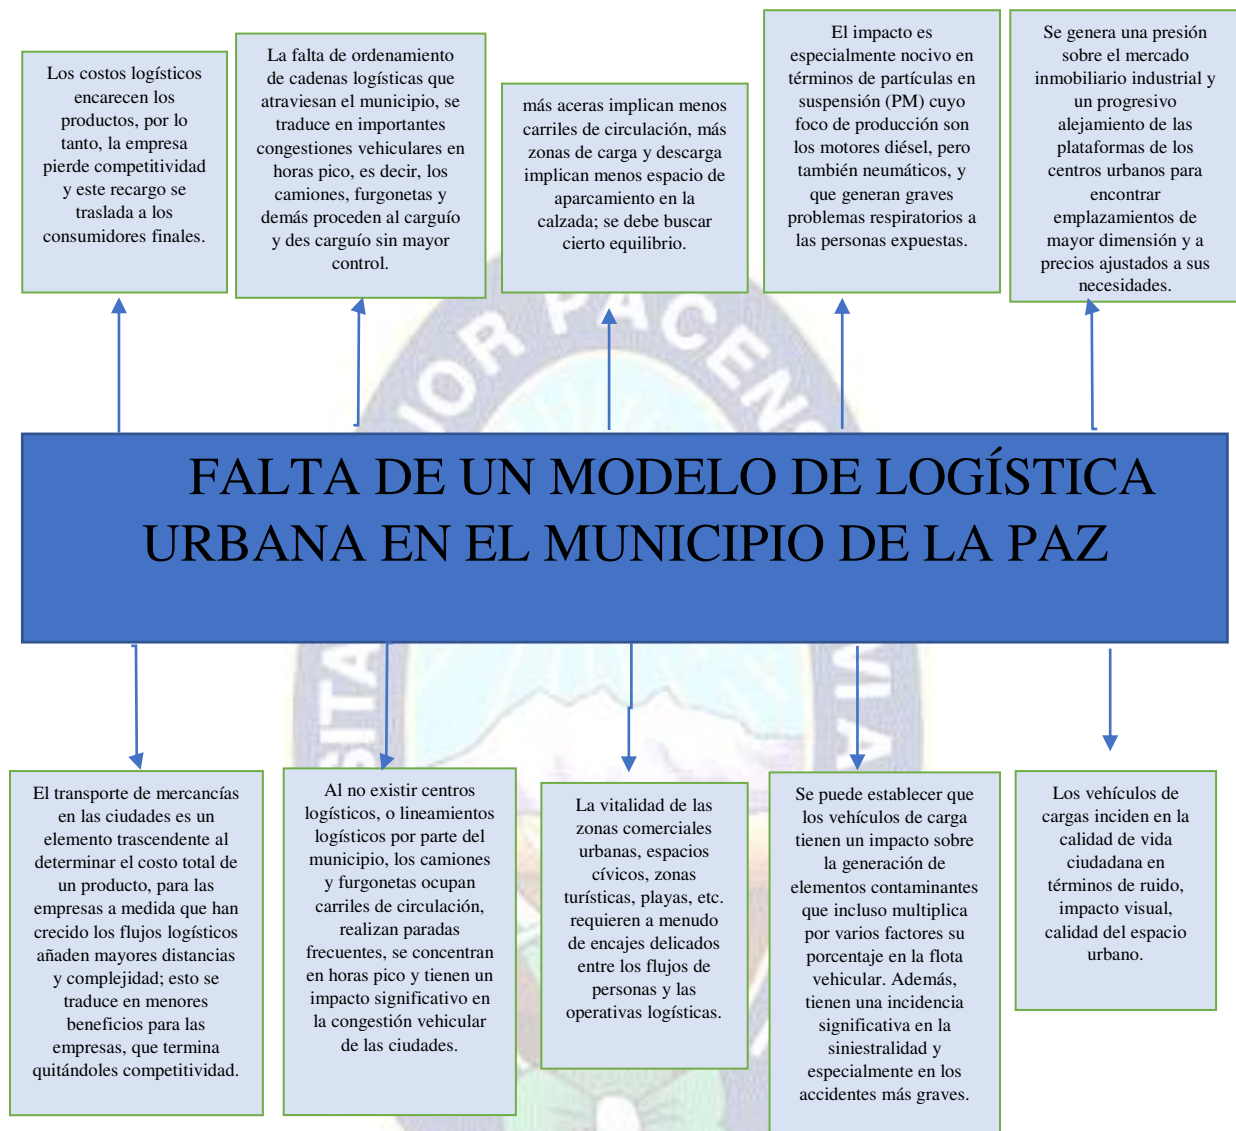 Los costos logísticos
encarecen los
productos, por lo
tanto, la empresa
pierde competitividad
y este recargo se
traslada a los
consumidores finales.
La falta de ordenamiento
de cadenas logísticas que
atraviesan el municipio, se
traduce en importantes
congestiones vehiculares en
horas pico, es decir, los
camiones, furgonetas y
demás proceden al carguío
y des carguío sin mayor
control.
más aceras implican menos
carriles de circulación, más
zonas de carga y descarga
implican menos espacio de
aparcamiento en la
calzada; se debe buscar
cierto equilibrio.
El impacto es
especialmente nocivo en
términos de partículas en
suspensión (PM) cuyo
foco de producción son
los motores diésel, pero
también neumáticos, y
que generan graves
problemas respiratorios a
las personas expuestas.
Se genera una presión
sobre el mercado
inmobiliario industrial y
un progresivo
alejamiento de las
plataformas de los
centros urbanos para
encontrar
emplazamientos de
mayor dimensión y a
precios ajustados a sus
necesidades.
IOR PACENS
FALTA DE UN MODELO DE LOGÍSTICA
URBANA EN EL MUNICIPIO DE LA PAZ
El transporte de mercancías
en las ciudades es un
elemento trascendente al
determinar el costo total de
un producto, para las
empresas a medida que han
crecido los flujos logísticos
añaden mayores distancias
y complejidad; esto se
traduce en menores
beneficios para las
empresas, que termina
quitándoles competitividad.
Al no existir centros
logísticos, o lineamientos
logísticos por parte del
municipio, los camiones
y furgonetas ocupan
carriles de circulación,
realizan paradas
frecuentes, se concentran
en horas pico y tienen un
impacto significativo en
la congestión vehicular
de las ciudades.
La vitalidad de las
zonas comerciales
urbanas, espacios
cívicos, zonas
turísticas, playas, etc.
requieren a menudo
de encajes delicados
entre los flujos de
personas y las
operativas logísticas.
Se puede establecer que
los vehículos de carga
tienen un impacto sobre
la generación de
elementos contaminantes
que incluso multiplica
por varios factores su
porcentaje en la flota
vehicular. Además,
tienen una incidencia
significativa en la
siniestralidad y
especialmente en los
accidentes más graves.
Los vehículos de
cargas inciden en la
calidad de vida
ciudadana en
términos de ruido,
impacto visual,
calidad del espacio
urbano.